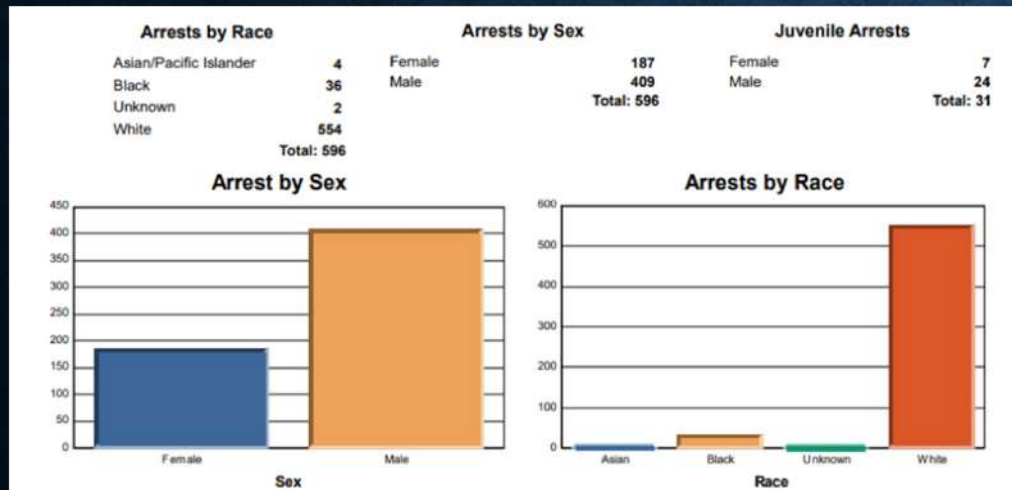 Arrests by Race
Asian/Pacific Islander 4
Black 36
Unknown 2
White 554
Total: 596
Arrests by Sex
Female 187
Male 409
Total: 596
Juvenile Arrests
Female 7
Male 24
Total: 31
Arrest by Sex
450
400
350
300
250
200
150
100
50
0
Female Male
Sex
Arrests by Race
600
500
400
300
200
100
0
Asian Black Unknown White
Race